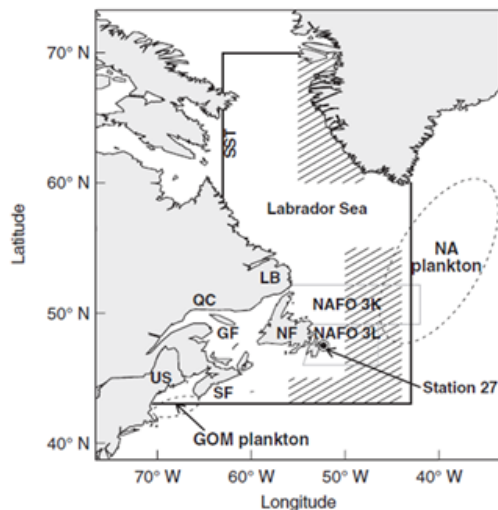 70° N
60° N
50° N
40° N
Latitude
SST
Labrador Sea
NA
plankton
LB
NAFO 3K
QC
GF
NF
NAFO 3L
US
SF
Station 27
GOM plankton
70° W
60° W
50° W
40° W
Longitude